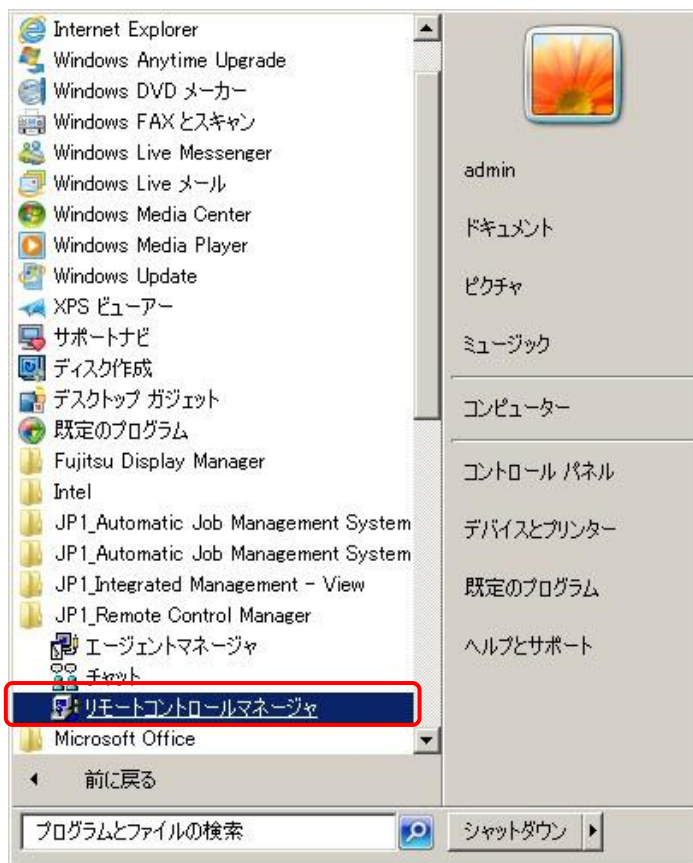 Internet Explorer
Windows Anytime Upgrade
Windows DVD メーカー
Windows FAX とスキャン
Windows Live Messenger
Windows Live メール
Windows Media Center
Windows Media Player
Windows Update
XPS ビューアー
サポートナビ
ディスク作成
デスクトップ ガジェット
既定のプログラム
Fujitsu Display Manager
Intel
JP1_Automatic Job Management System
JP1_Automatic Job Management System
JP1_Integrated Management - View
JP1_Remote Control Manager
エージェントマネージャ
チャット
リモートコントロールマネージャ
Microsoft Office
前に戻る
プログラムとファイルの検索
admin
ドキュメント
ピクチャ
ミュージック
コンピューター
コントロール パネル
デバイスとプリンター
既定のプログラム
ヘルプとサポート
シャットダウン